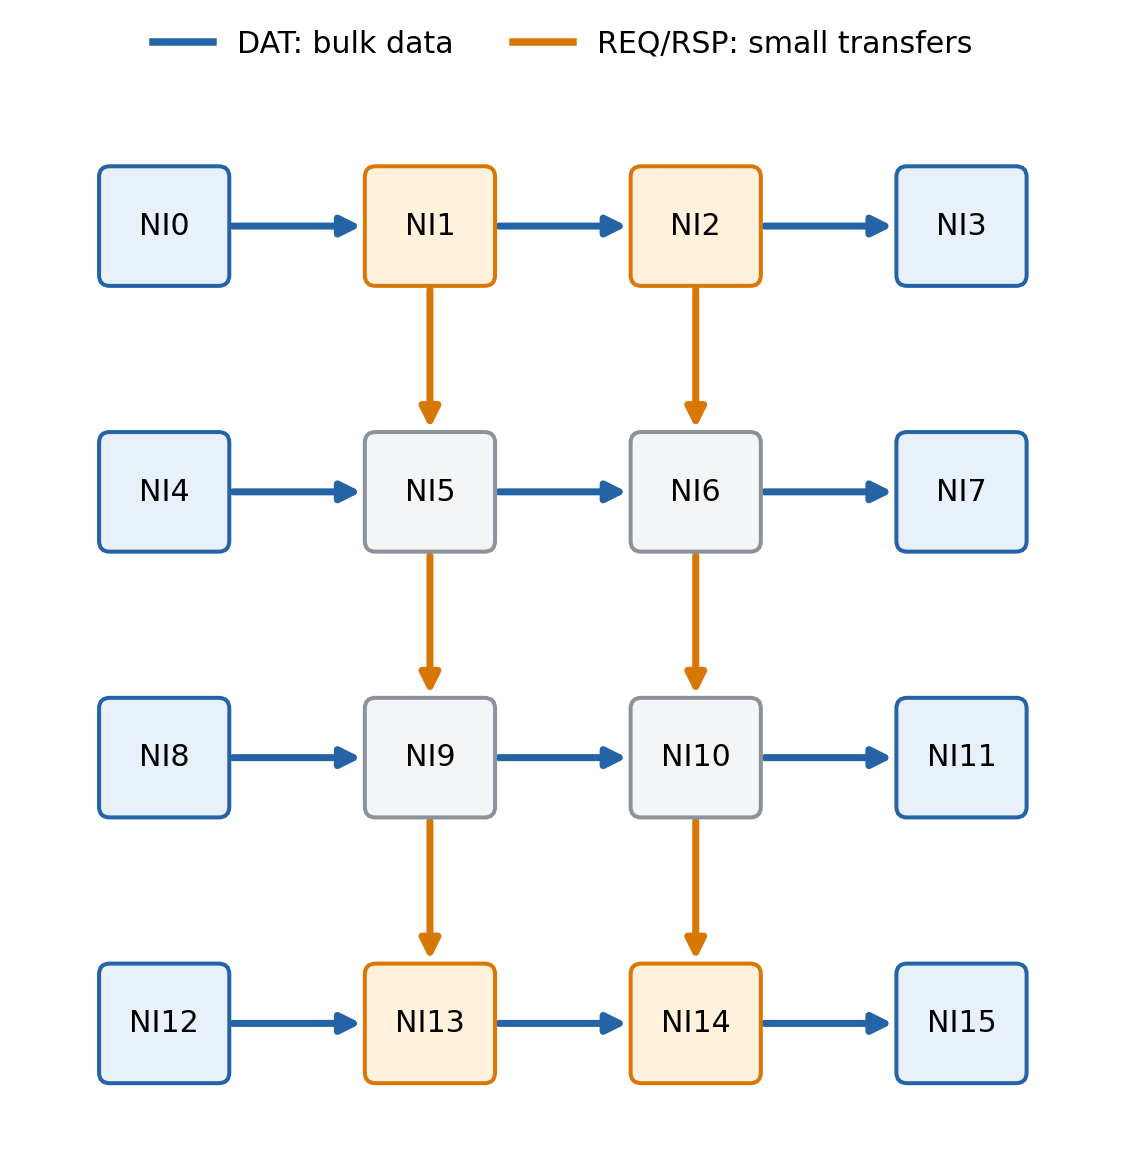 DAT: bulk data REQ/RSP: small transfers
NI0 NI1 NI2 NI3
NI4 NI5 NI6 NI7
NI8 NI9 NI10 NI11
NI12 NI13 NI14 NI15